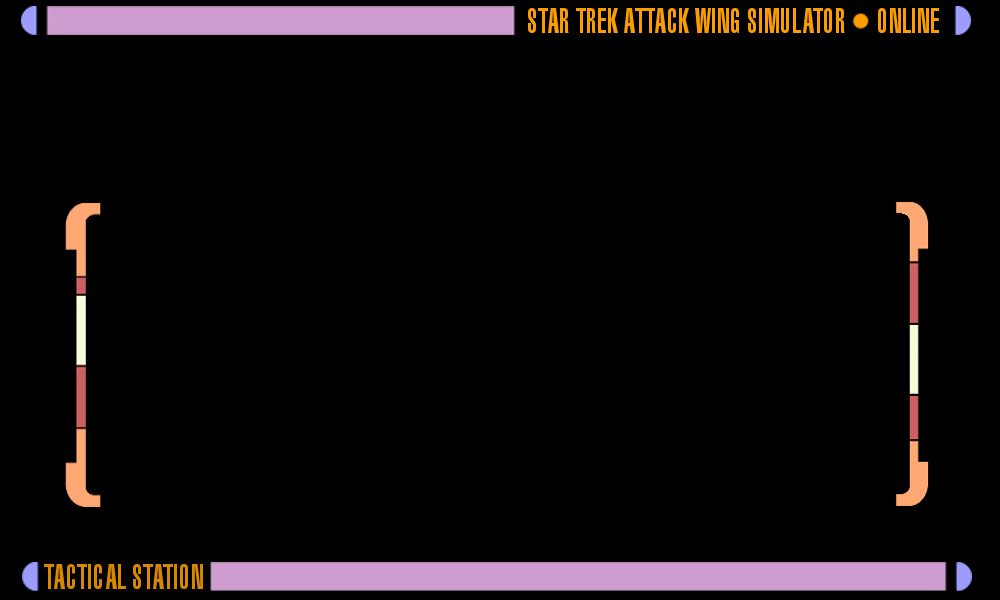 STAR TREK ATTACK WING SIMULATOR ● ONLINE
TACTICAL STATION